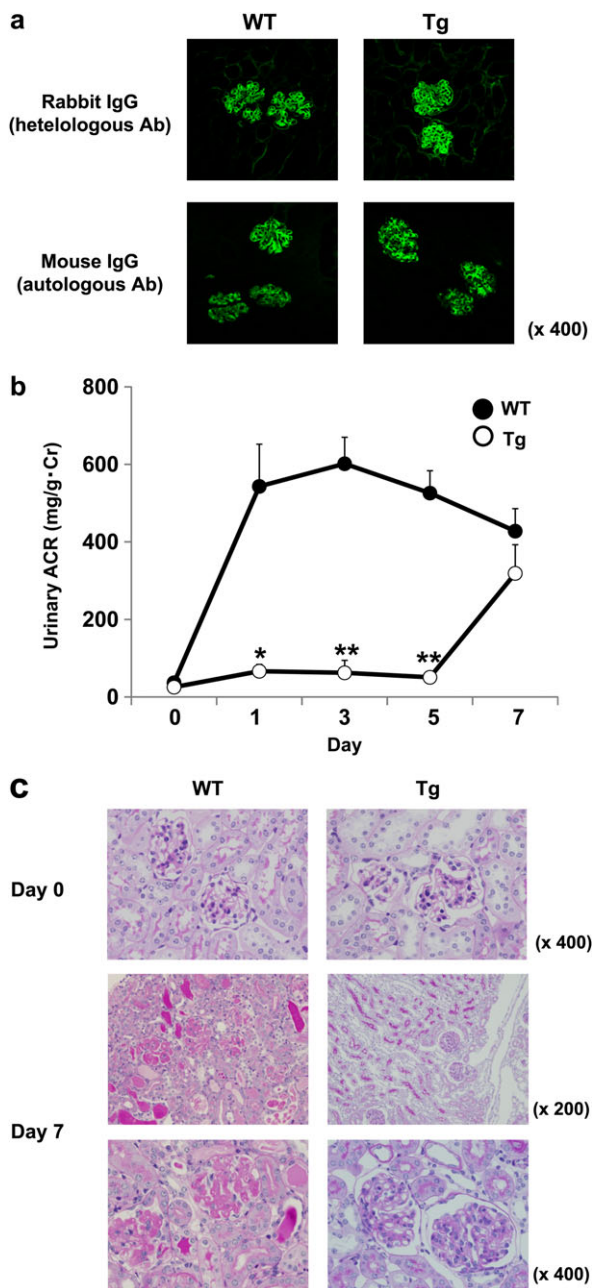 a
WT Tg
Rabbit IgG
(hetelologous Ab)
Mouse IgG
(autologous Ab)
(x 400)
b
800
600
400
200
0
Urinary ACR (mg/g·Cr)
WT
Tg
* ** **
0 1 3 5 7
Day
c
WT Tg
Day 0
(x 400)
(x 200)
Day 7
(x 400)